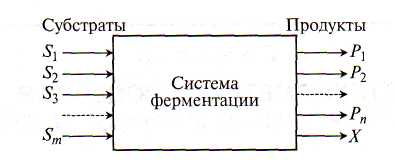 Субстраты Продукты
S1 P1
S2 P2
S3
Система
ферментации
Pn
Sm X